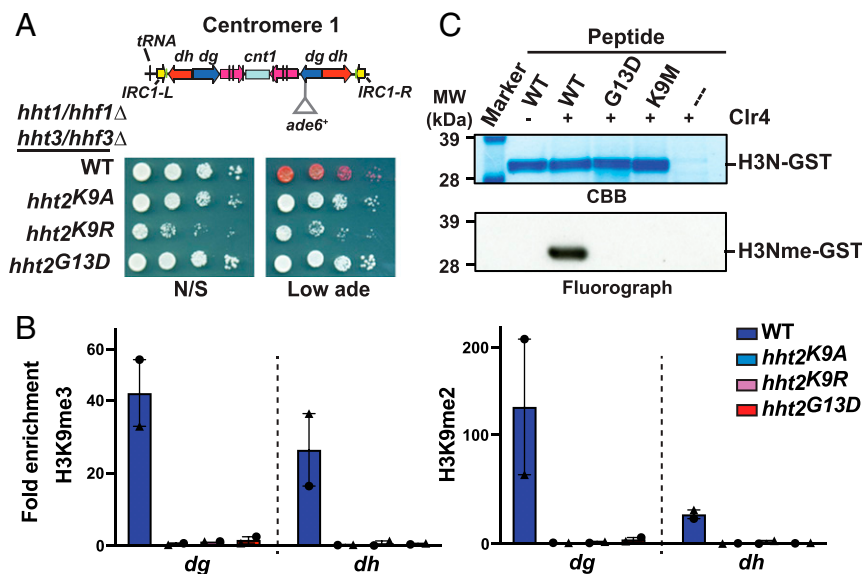 A
Centromere 1
tRNA
dh dg cnt1 dg dh
IRC1-L
IRC1-R
ade6+
hht1/hhf1Δ
hht3/hhf3Δ
WT
hht2K9A
hht2K9R
hht2G13D
N/S
Low ade
C
Peptide
Marker
WT
WT
G13D
K9M
---
MW
(kDa)
- + + + + Clr4
39
28
H3N-GST
CBB
39
28
H3Nme-GST
Fluorograph
B
Fold enrichment
H3K9me3
60
40
20
0
dg
dh
H3K9me2
200
100
0
dg
dh
WT
hht2K9A
hht2K9R
hht2G13D